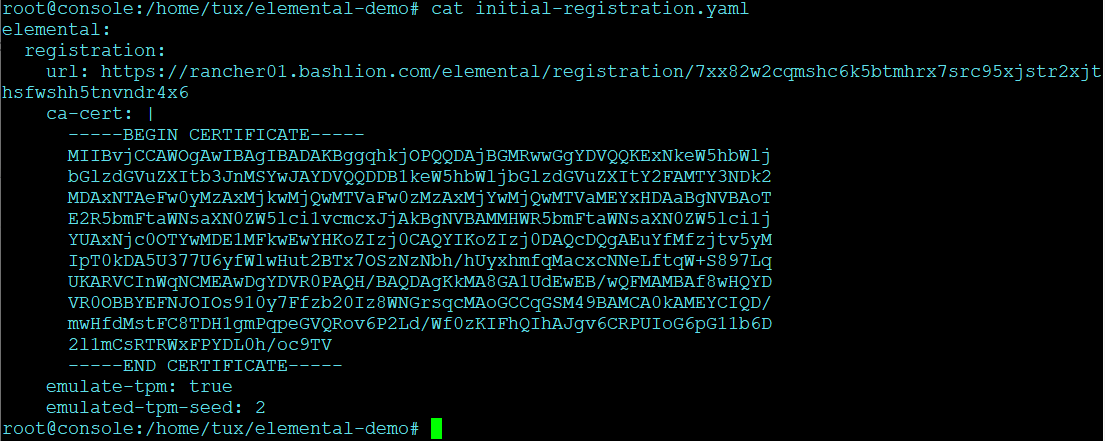 root@console:/home/tux/elemental-demo# cat initial-registration.yaml
elemental:
  registration:
    url: https://rancher01.bashlion.com/elemental/registration/7xx82w2cqmshc6k5btmhrx7src95xjstr2xjt
hsfwshh5tnvndr4x6
    ca-cert: |
      -----BEGIN CERTIFICATE-----
      MIIBvjCCAWOgAwIBAgIBADAKBggqhkjOPQQDAjBGMRwwGgYDVQQKExNkeW5hbWlj
      bGlzdGVuZXItb3JnMSYwJAYDVQQDDB1keW5hbWljbGlzdGVuZXItY2FAMTY3NDk2
      MDAxNTAeFw0yMzAxMjkwMjQwMTVaFw0zMzAxMjYwMjQwMTVaMEYxHDAaBgNVBAoT
      E2R5bmFtaWNsaXN0ZW5lci1vcmcxJjAkBgNVBAMMHWR5bmFtaWNsaXN0ZW5lci1j
      YUAxNjc0OTYwMDE1MFkwEwYHKoZIzj0CAQYIKoZIzj0DAQcDQgAEuYfMfzjtv5yM
      IpT0kDA5U377U6yfWlwHut2BTx7OSzNzNbh/hUyxhmfqMacxcNNeLftqW+S897Lq
      UKARVCInWqNCMEAwDgYDVR0PAQH/BAQDAgKkMA8GA1UdEwEB/wQFMAMBAf8wHQYD
      VR0OBBYEFNJOIOs910y7Ffzb20Iz8WNGrsqcMAoGCCqGSM49BAMCA0kAMEYCIQD/
      mwHfdMstFC8TDH1gmPqpeGVQRov6P2Ld/Wf0zKIFhQIhAJgv6CRPUIoG6pG11b6D
      2l1mCsRTRWxFPYDL0h/oc9TV
      -----END CERTIFICATE-----
    emulate-tpm: true
    emulated-tpm-seed: 2
root@console:/home/tux/elemental-demo#